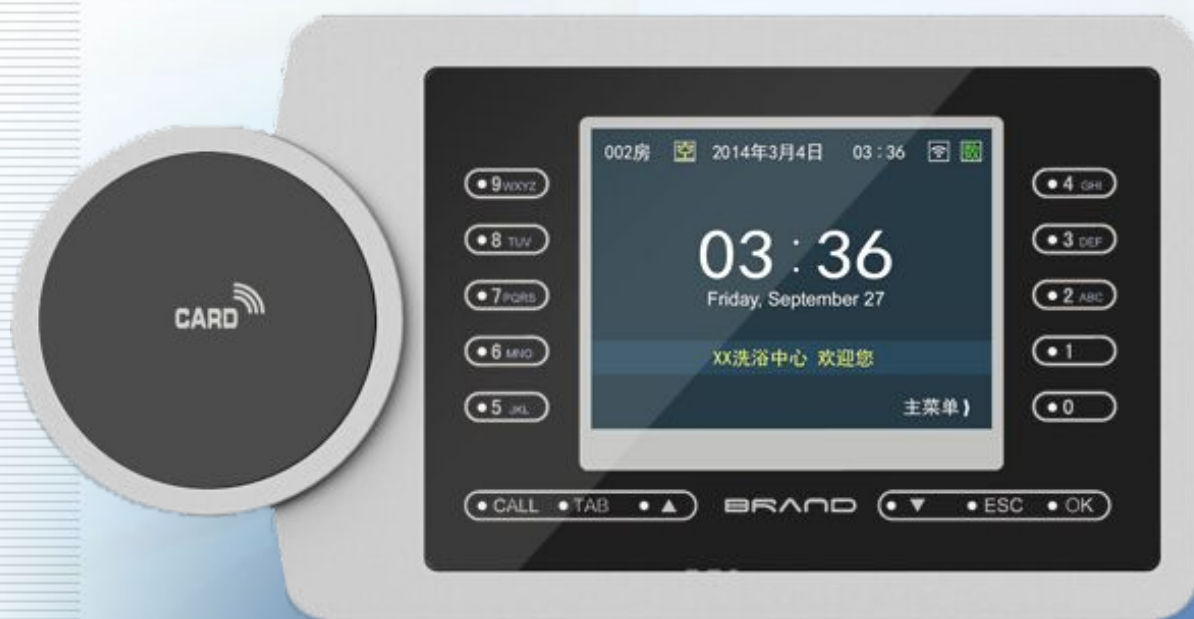 002房 空 2014年3月4日 03:36
03:36
Friday, September 27
XX洗浴中心 欢迎您
主菜单
CARD
9 WXYZ
8 TUV
7 PQRS
6 MNO
5 JKL
4 GHI
3 DEF
2 ABC
1
0
CALL TAB ▲ BRAND ▼ ESC OK